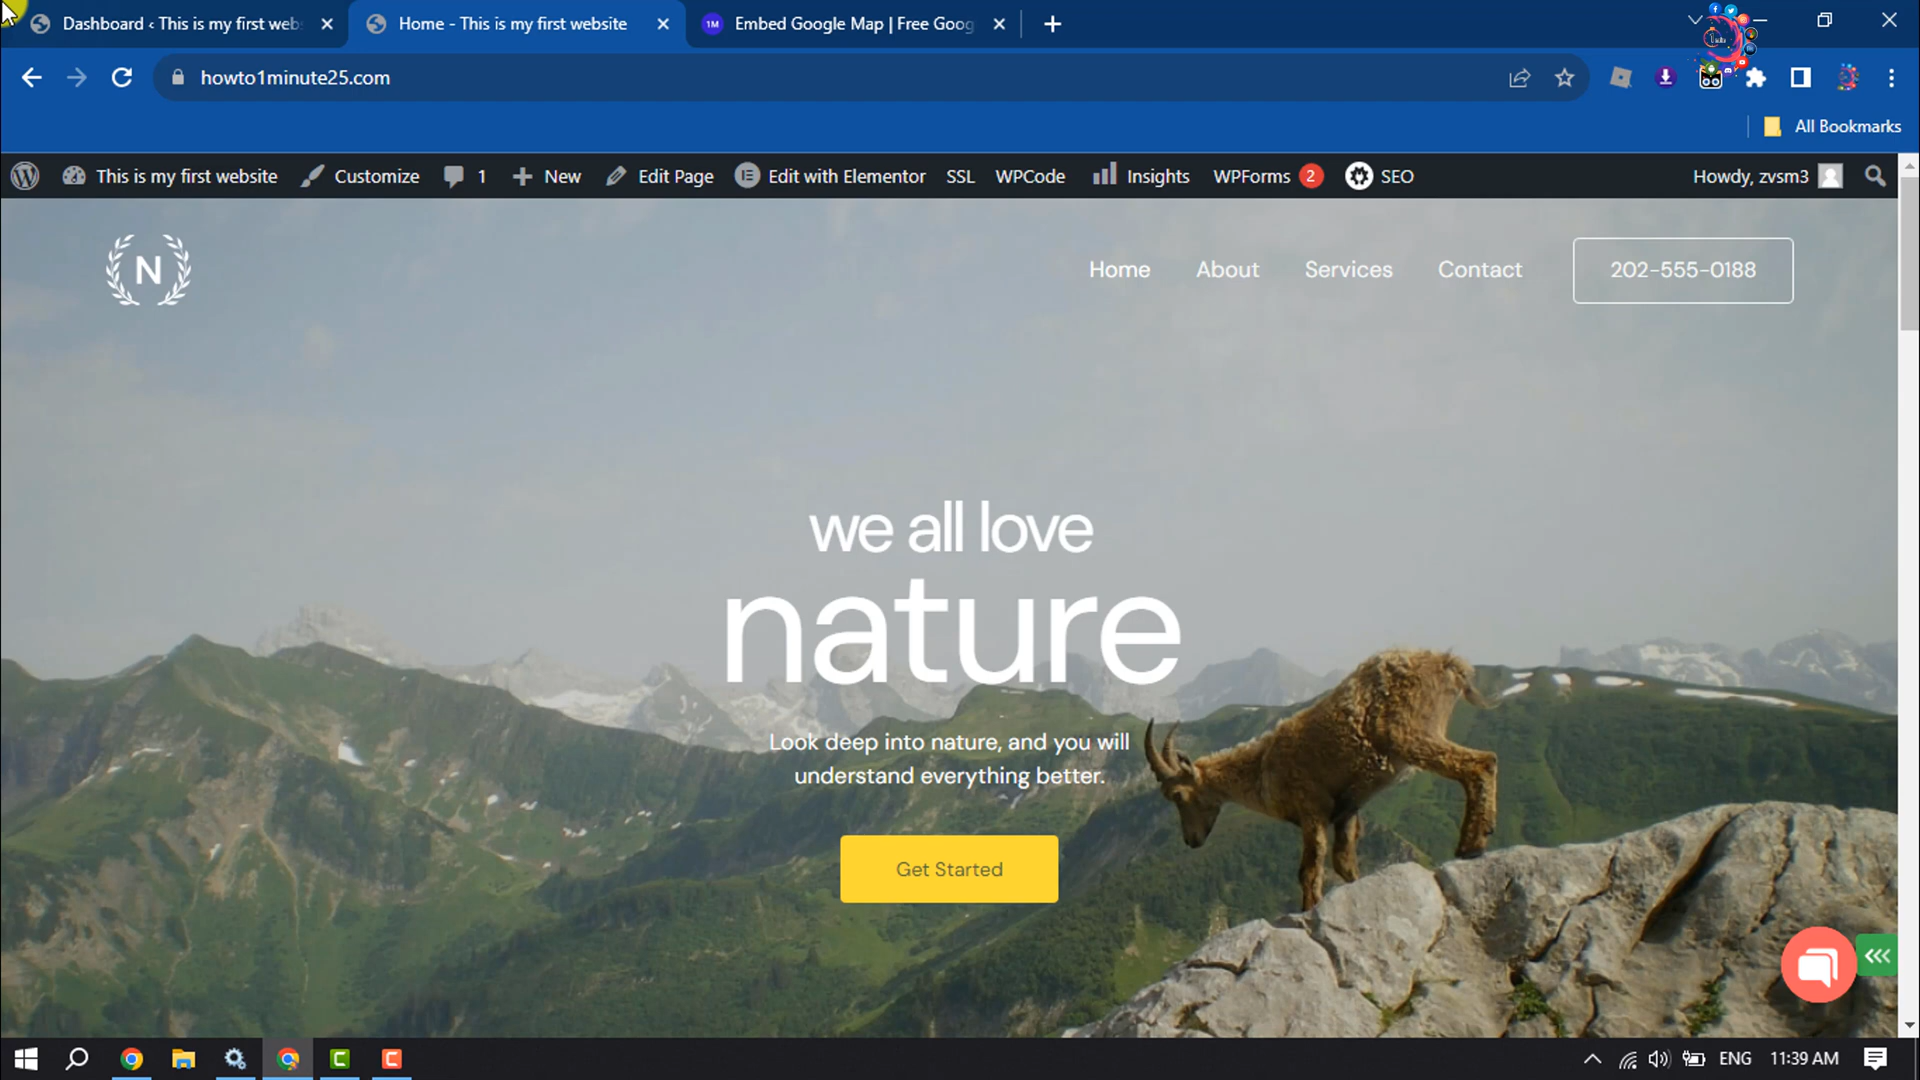 Dashboard ‹ This is my first web
Home - This is my first website
1M
Embed Google Map | Free Goog
howto1minute25.com
All Bookmarks
This is my first website
Customize
1
New
Edit Page
Edit with Elementor
SSL
WPCode
Insights
WPForms
2
SEO
Howdy, zvsm3
N
Home
About
Services
Contact
202-555-0188
we all love
nature
Look deep into nature, and you will
understand everything better.
Get Started
ENG
11:39 AM